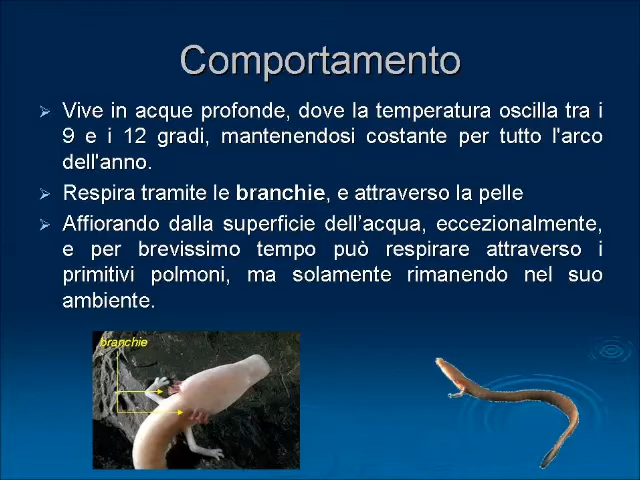 Comportamento
Vive in acque profonde, dove la temperatura oscilla tra i
9 e i 12 gradi, mantenendosi costante per tutto l'arco
dell'anno.
Respira tramite le branchie, e attraverso la pelle
Affiorando dalla superficie dell'acqua, eccezionalmente,
e per brevissimo tempo può respirare attraverso i
primitivi polmoni, ma solamente rimanendo nel suo
ambiente.
branchie